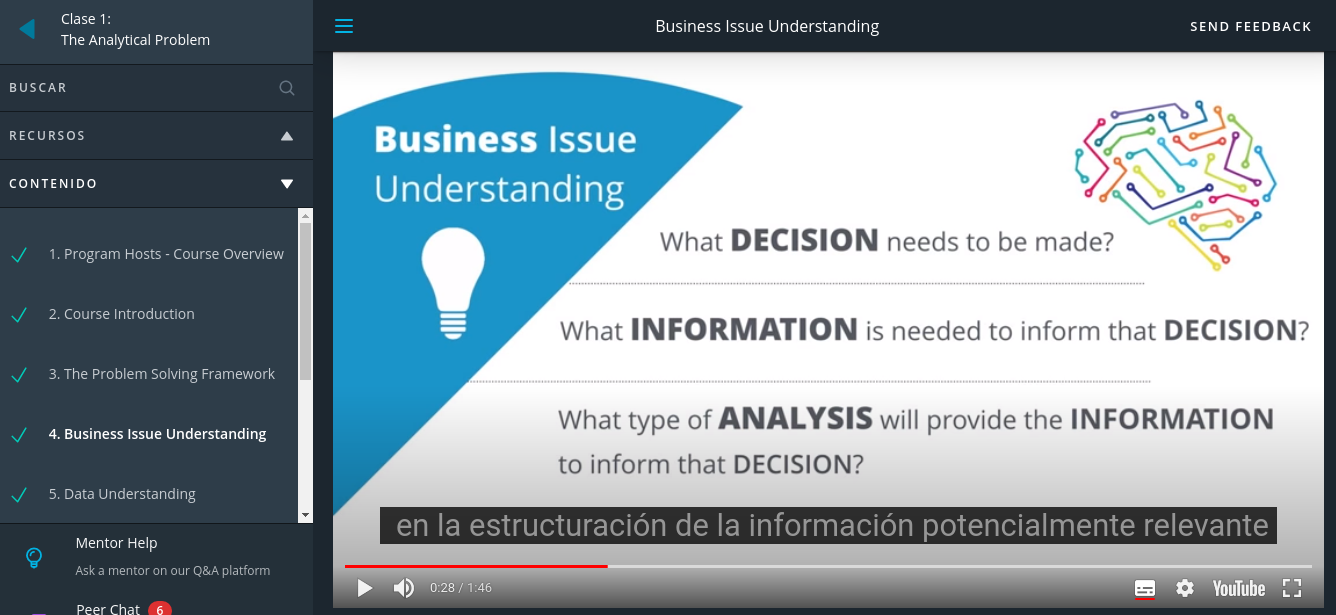 Clase 1:
The Analytical Problem
BUSCAR
RECURSOS
CONTENIDO
1. Program Hosts - Course Overview
2. Course Introduction
3. The Problem Solving Framework
4. Business Issue Understanding
5. Data Understanding
Mentor Help
Ask a mentor on our Q&A platform
Peer Chat 6
Business Issue Understanding
SEND FEEDBACK
Business Issue
Understanding
What DECISION needs to be made?
What INFORMATION is needed to inform that DECISION?
What type of ANALYSIS will provide the INFORMATION
to inform that DECISION?
en la estructuración de la información potencialmente relevante
0:28 / 1:46
YouTube